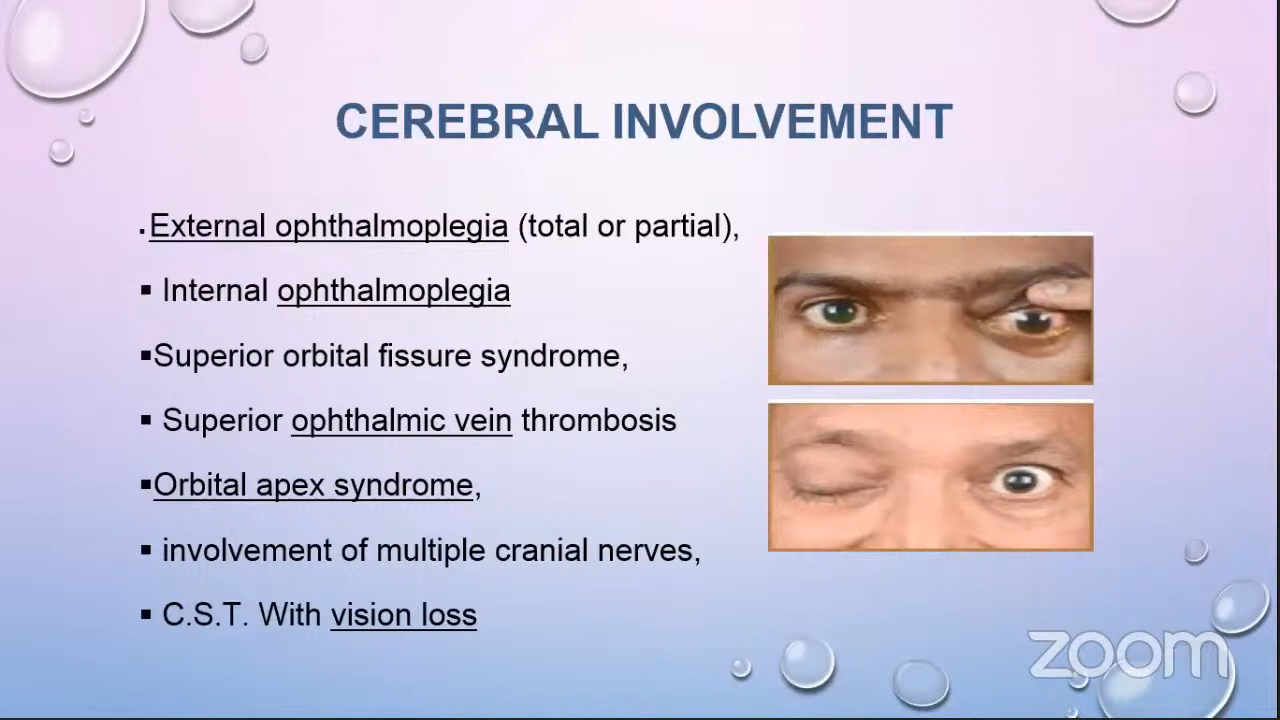 CEREBRAL INVOLVEMENT
▪ External ophthalmoplegia (total or partial),
▪ Internal ophthalmoplegia
▪Superior orbital fissure syndrome,
▪ Superior ophthalmic vein thrombosis
▪Orbital apex syndrome,
▪ involvement of multiple cranial nerves,
▪ C.S.T. With vision loss
zoom